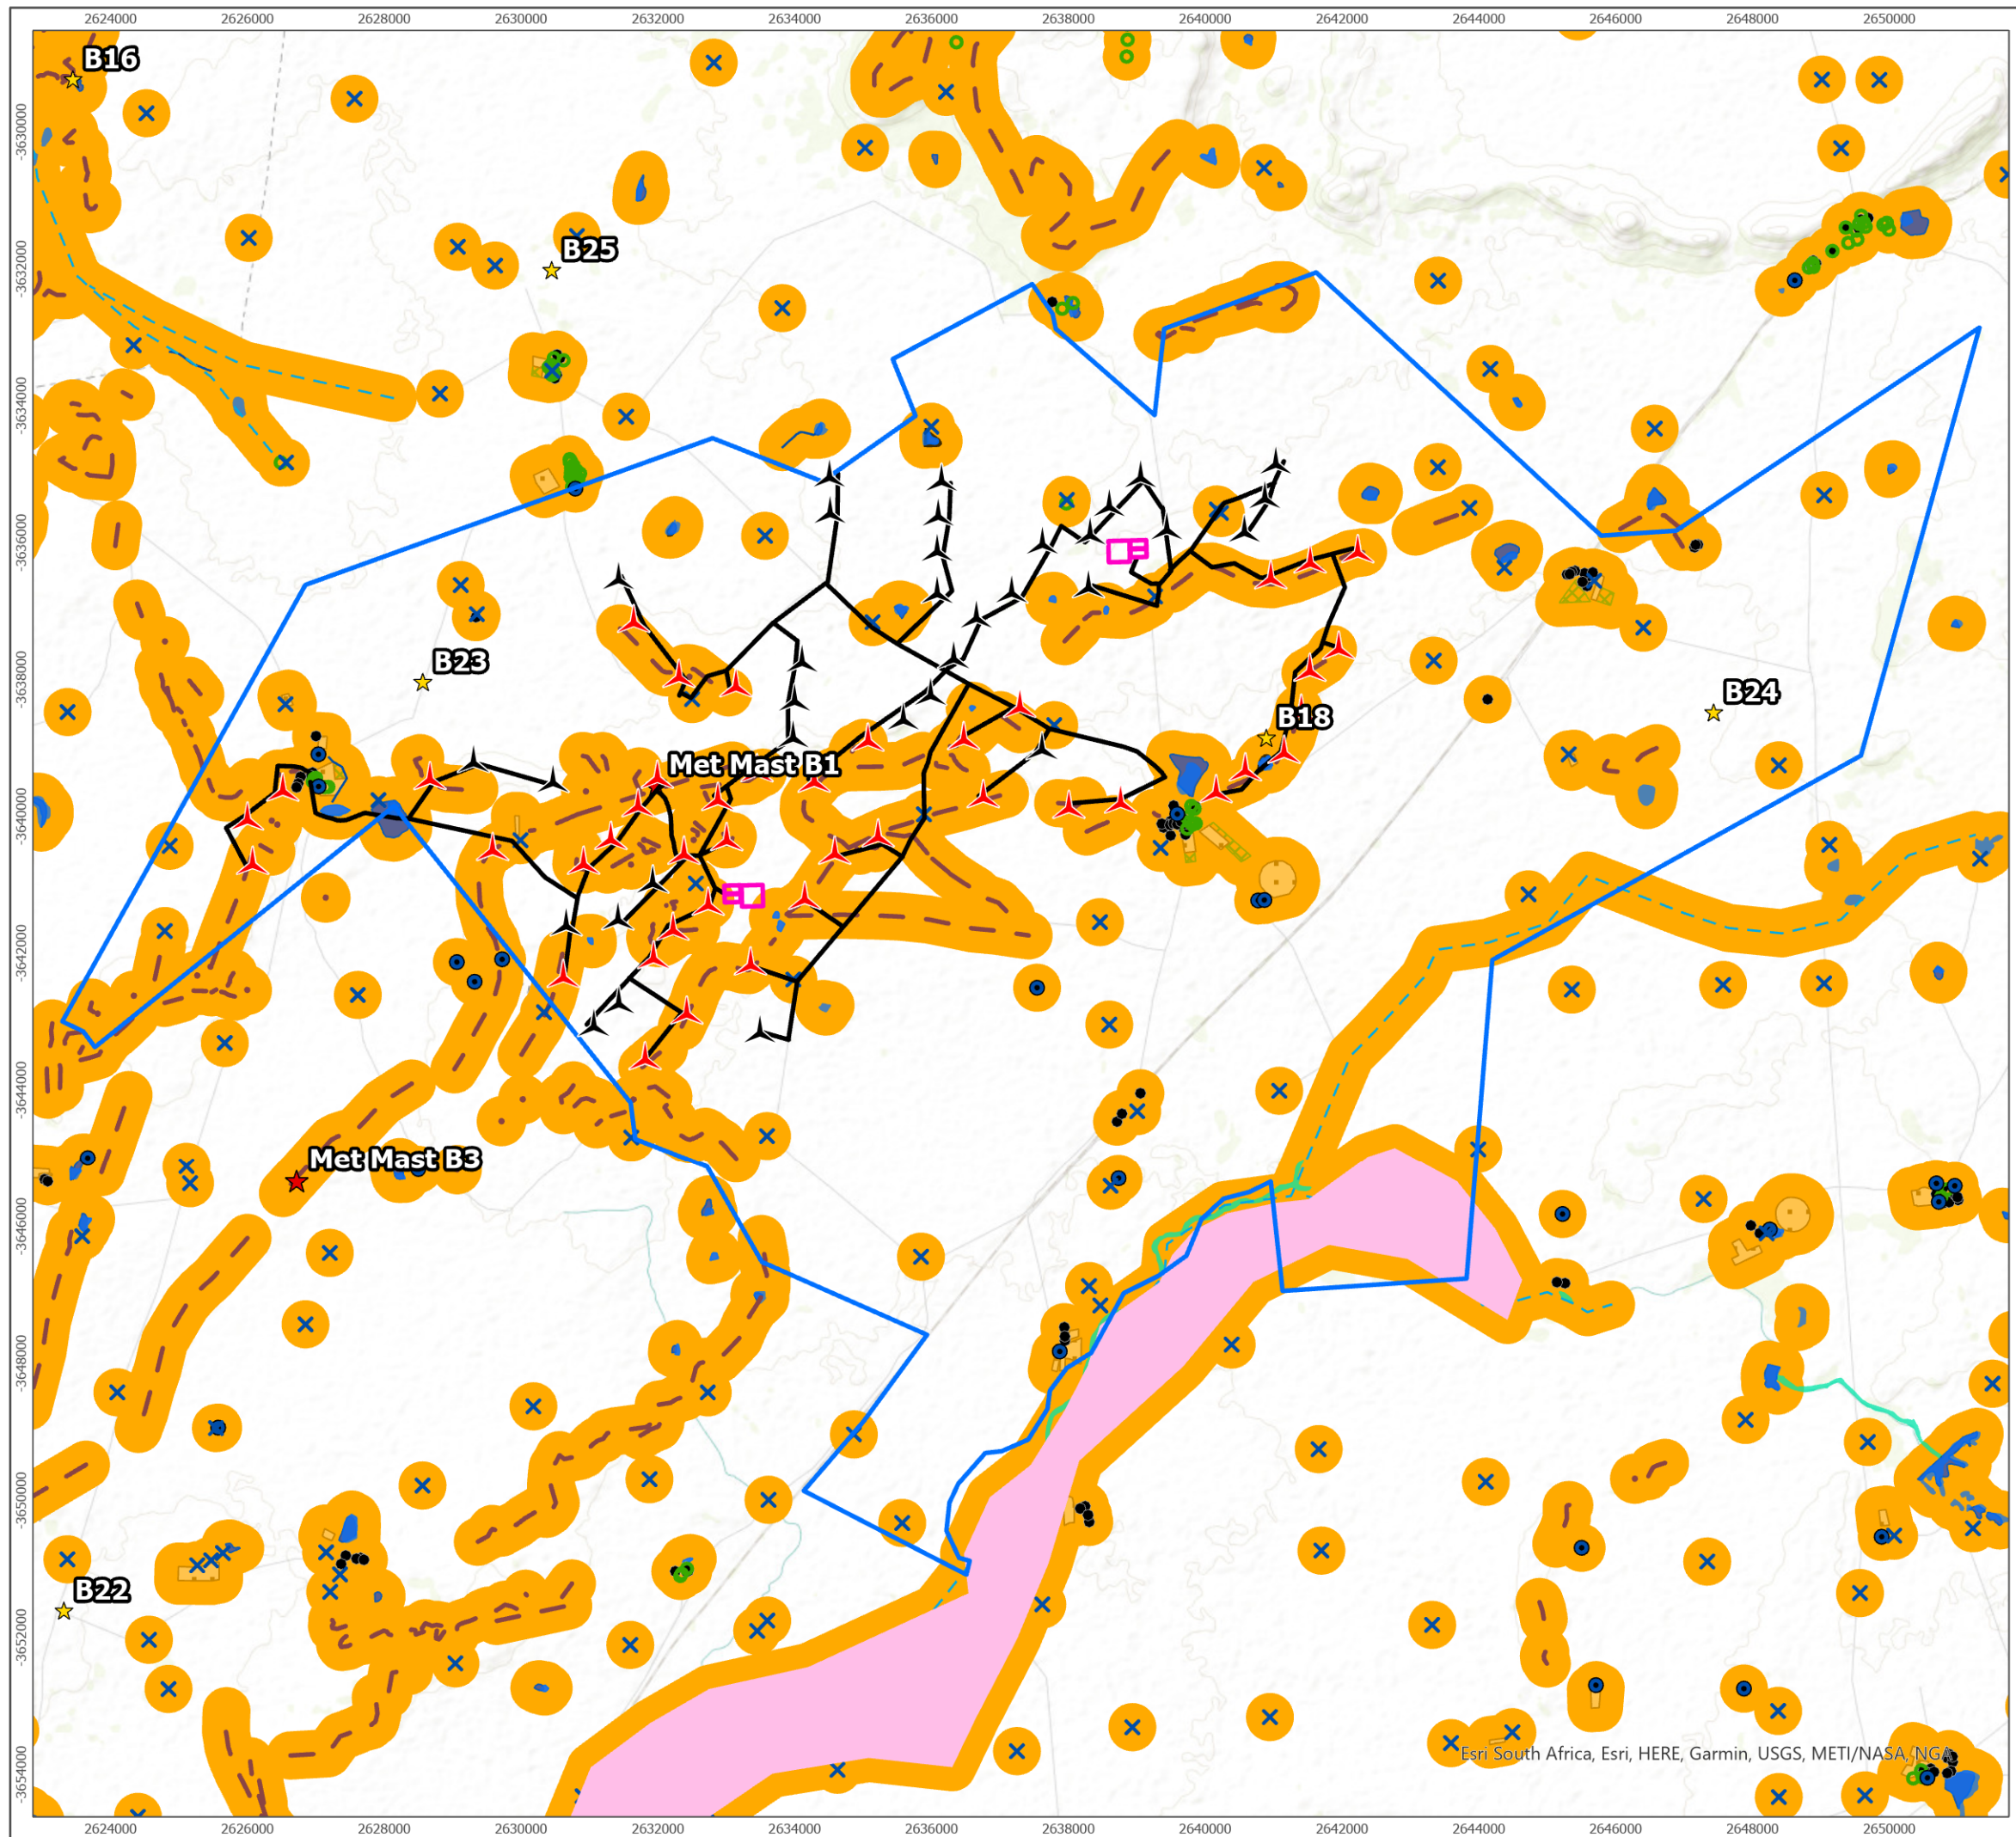 2624000 2626000 2628000 2630000 2632000 2634000 2636000 2638000 2640000 2642000 2644000 2646000 2648000 2650000
-3630000
-3632000
-3634000
-3636000
-3638000
-3640000
-3642000
-3644000
-3646000
-3648000
-3650000
-3652000
-3654000
B16
B25
B23
B24
B18
Met Mast B1
Met Mast B3
B22
Esri South Africa, Esri, HERE, Garmin, USGS, METI/NASA, NGA
2624000 2626000 2628000 2630000 2632000 2634000 2636000 2638000 2640000 2642000 2644000 2646000 2648000 2650000